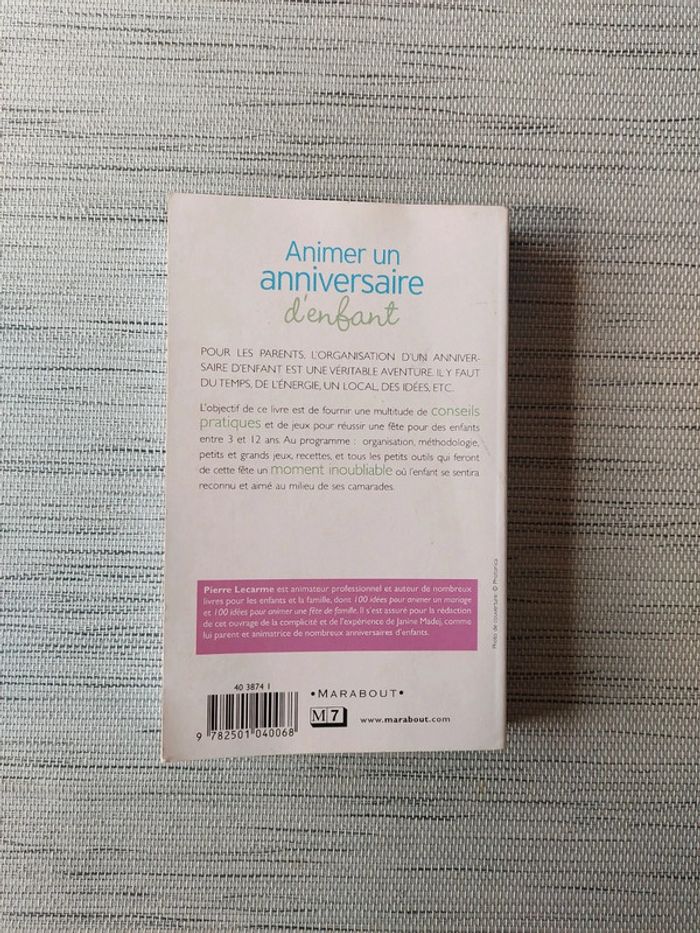 Animer un
anniversaire
d'enfant
POUR LES PARENTS, L'ORGANISATION D'UN ANNIVER-
SAIRE D'ENFANT EST UNE VÉRITABLE AVENTURE. IL Y FAUT
DU TEMPS, DE L'ÉNERGIE, UN LOCAL, DES IDÉES, ETC.
L'objectif de ce livre est de fournir une multitude de conseils
pratiques et de jeux pour réussir une fête pour des enfants
entre 3 et 12 ans. Au programme : organisation, méthodologie,
petits et grands jeux, recettes, et tous les petits outils qui feront
de cette fête un moment inoubliable où l'enfant se sentira
reconnu et aimé au milieu de ses camarades.
Pierre Lecarme est animateur professionnel et auteur de nombreux
livres pour les enfants et la famille, dont 100 idées pour animer un mariage
et 100 idées pour animer une fête de famille. Il s'est assuré pour la rédaction
de cet ouvrage de la complicité et de l'expérience de Janine Madej, comme
lui parent et animatrice de nombreux anniversaires d'enfants.
Photo de couverture: © Photonica
40 3874 1
9 782501 040068
• MARABOUT •
M 7
www.marabout.com